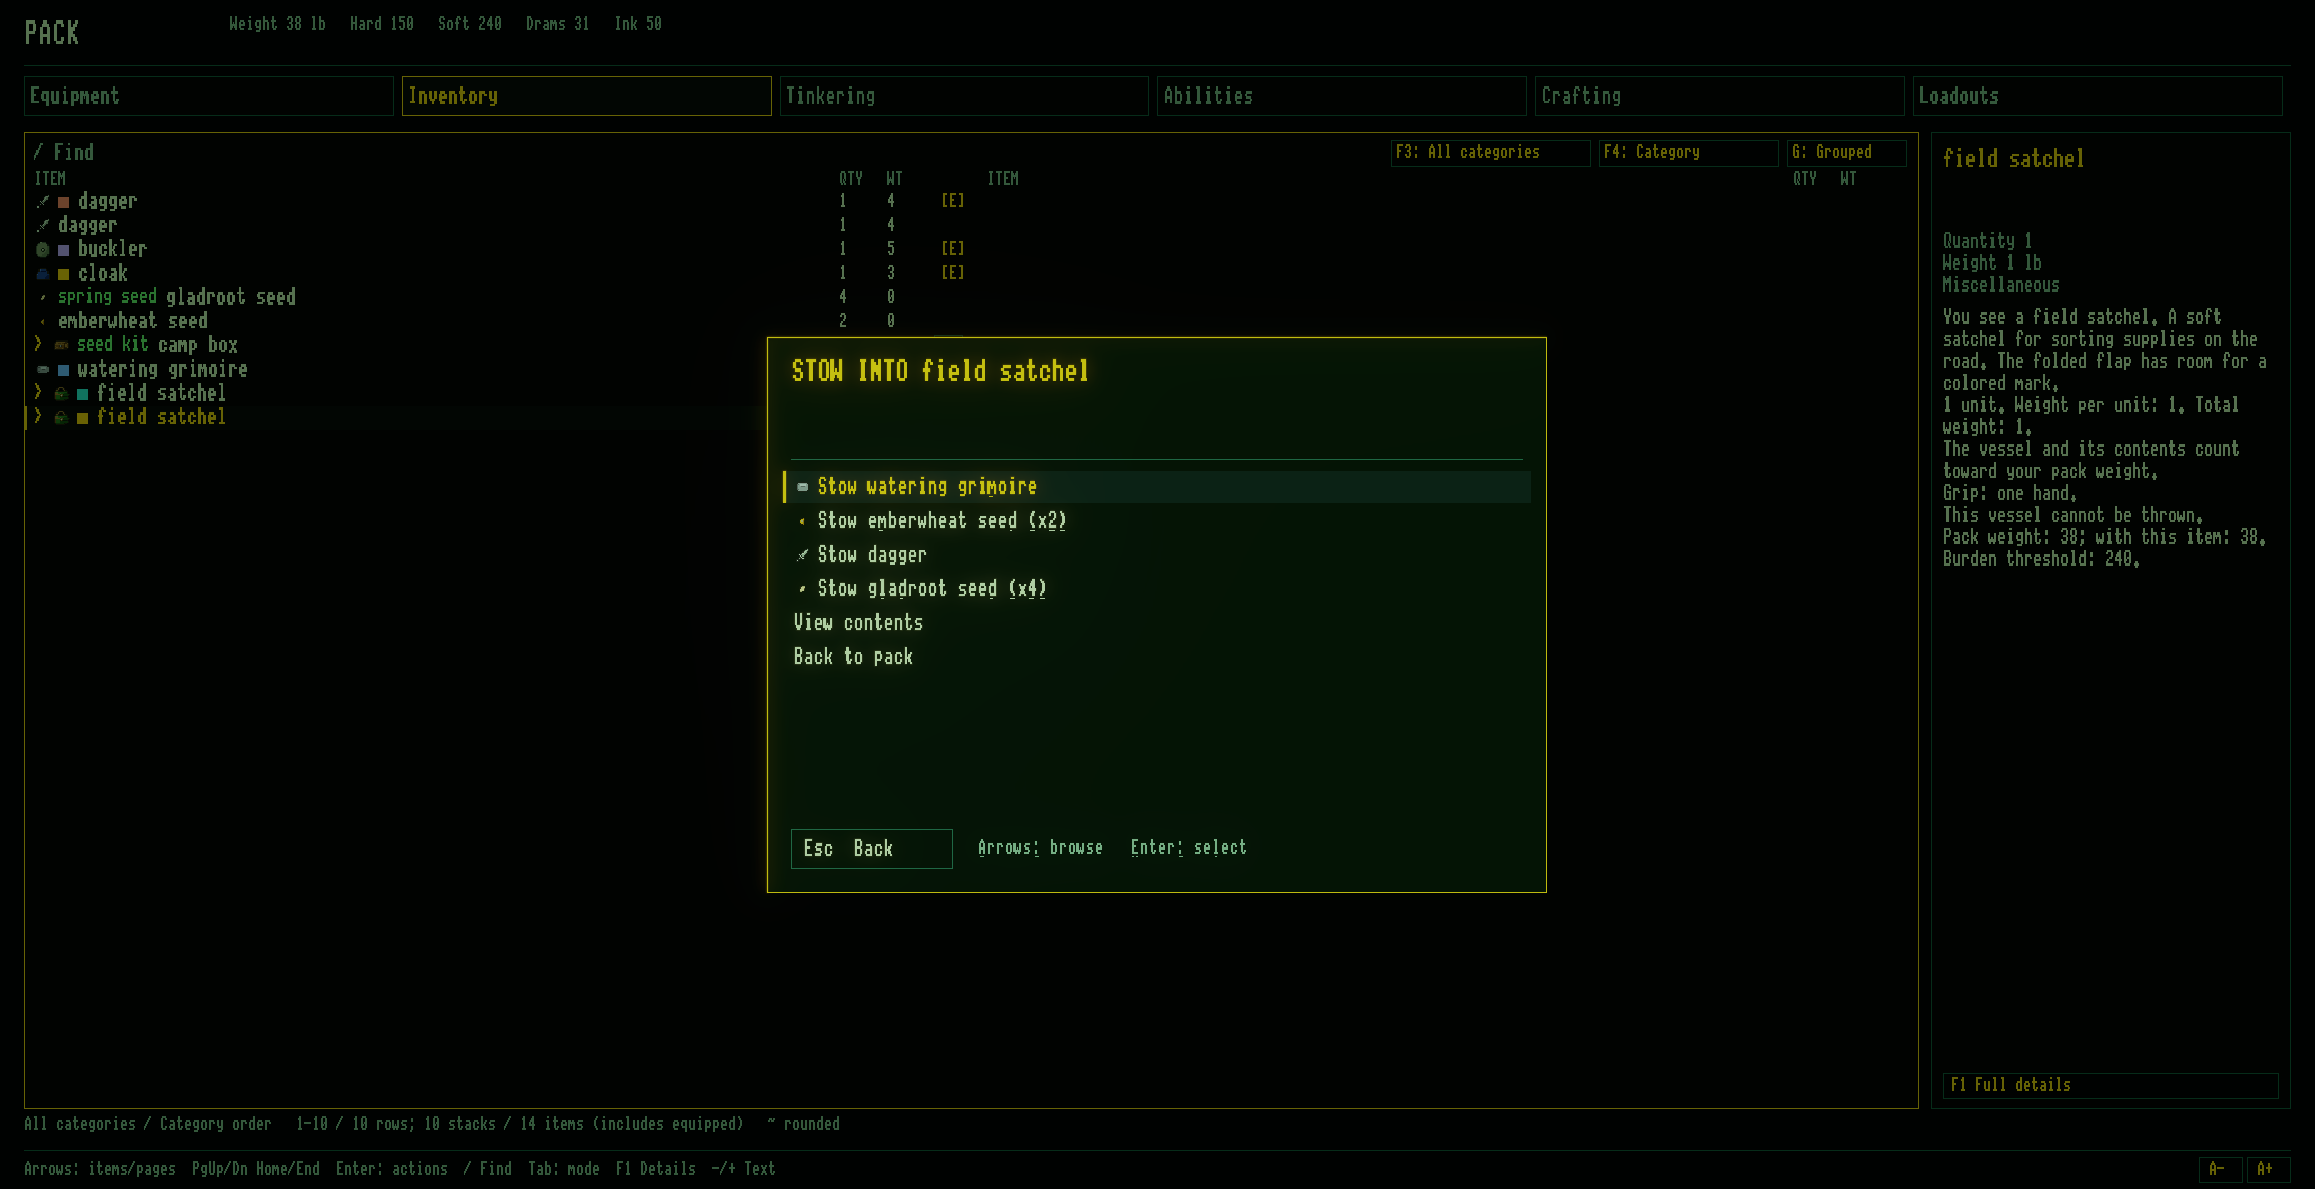 PACK
Weight 38 lb   Hard 150   Soft 240   Drams 31   Ink 50
Equipment
Inventory
Tinkering
Abilities
Crafting
Loadouts
/ Find
F3: All categories
F4: Category
G: Grouped
ITEM   QTY   WT   ITEM   QTY   WT
dagger   1   4   [E]
dagger   1   4
buckler   1   5   [E]
cloak   1   3   [E]
spring seed gladroot seed   4   0
emberwheat seed   2   0
seed kit camp box
watering grimoire
field satchel
field satchel
STOW INTO field satchel
Stow watering grimoire
Stow emberwheat seed (x2)
Stow dagger
Stow gladroot seed (x4)
View contents
Back to pack
Esc  Back   Arrows: browse   Enter: select
field satchel
Quantity 1
Weight 1 lb
Miscellaneous
You see a field satchel. A soft
satchel for sorting supplies on the
road. The folded flap has room for a
colored mark.
1 unit. Weight per unit: 1. Total
weight: 1.
The vessel and its contents count
toward your pack weight.
Grip: one hand.
This vessel cannot be thrown.
Pack weight: 38; with this item: 38.
Burden threshold: 240.
F1 Full details
All categories / Category order   1-10 / 10 rows; 10 stacks / 14 items (includes equipped)   ~ rounded
Arrows: items/pages  PgUp/Dn Home/End  Enter: actions  / Find  Tab: mode  F1 Details  -/+ Text
A-   A+